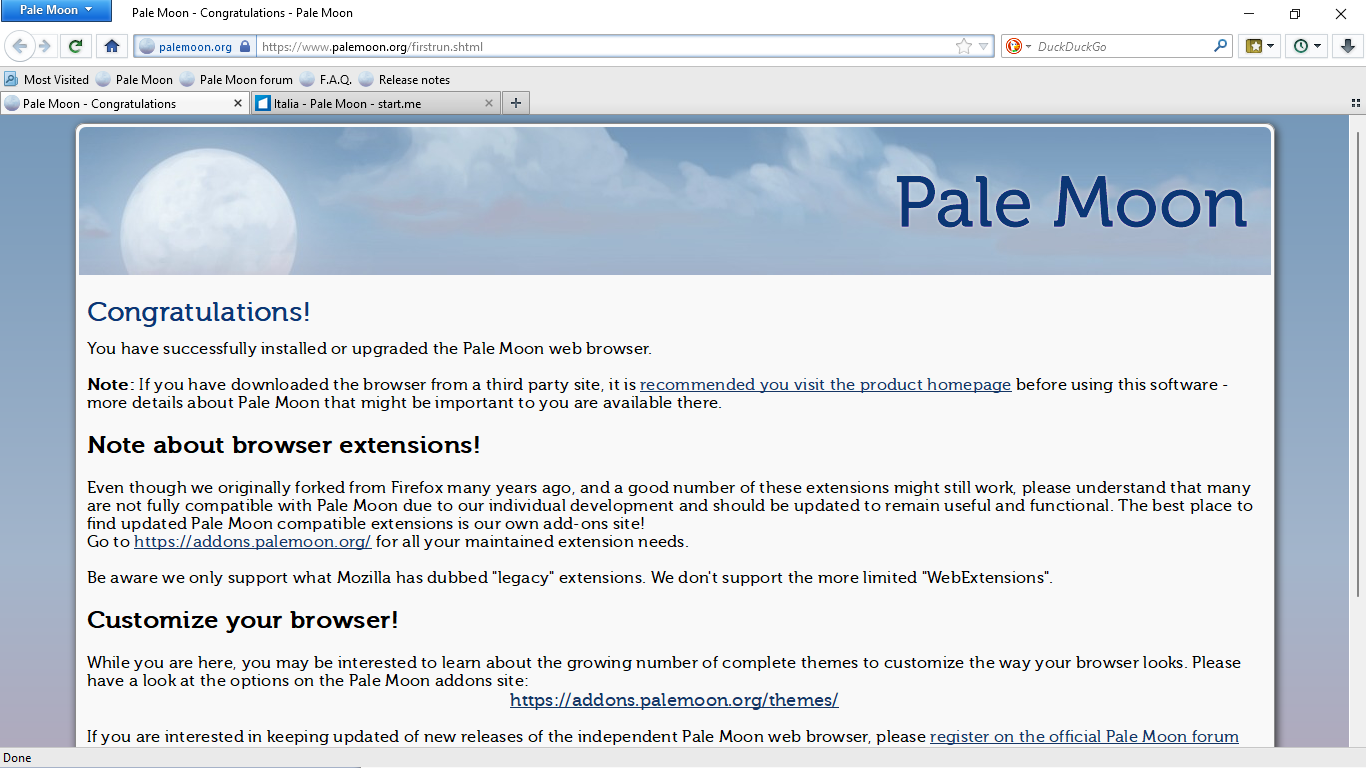 Pale Moon
Pale Moon - Congratulations - Pale Moon
palemoon.org
https://www.palemoon.org/firstrun.shtml
DuckDuckGo
Most Visited
Pale Moon
Pale Moon forum
F.A.Q.
Release notes
Pale Moon - Congratulations
Italia - Pale Moon - start.me
Pale Moon
Congratulations!
You have successfully installed or upgraded the Pale Moon web browser.
Note: If you have downloaded the browser from a third party site, it is recommended you visit the product homepage before using this software -
more details about Pale Moon that might be important to you are available there.
Note about browser extensions!
Even though we originally forked from Firefox many years ago, and a good number of these extensions might still work, please understand that many
are not fully compatible with Pale Moon due to our individual development and should be updated to remain useful and functional. The best place to
find updated Pale Moon compatible extensions is our own add-ons site!
Go to https://addons.palemoon.org/ for all your maintained extension needs.
Be aware we only support what Mozilla has dubbed "legacy" extensions. We don't support the more limited "WebExtensions".
Customize your browser!
While you are here, you may be interested to learn about the growing number of complete themes to customize the way your browser looks. Please
have a look at the options on the Pale Moon addons site:
https://addons.palemoon.org/themes/
If you are interested in keeping updated of new releases of the independent Pale Moon web browser, please register on the official Pale Moon forum
Done